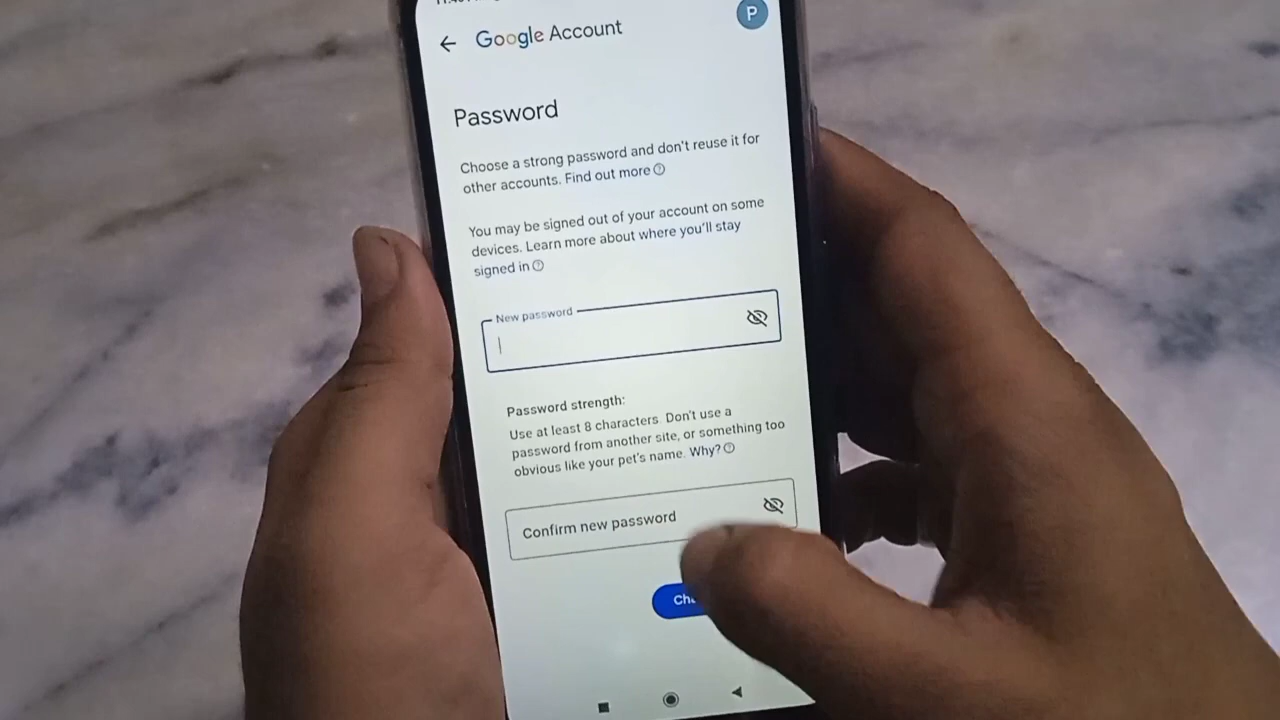 P
Google Account
Password
Choose a strong password and don't reuse it for
other accounts. Find out more
You may be signed out of your account on some
devices. Learn more about where you'll stay
signed in
New password
Password strength:
Use at least 8 characters. Don't use a
password from another site, or something too
obvious like your pet's name. Why?
Confirm new password